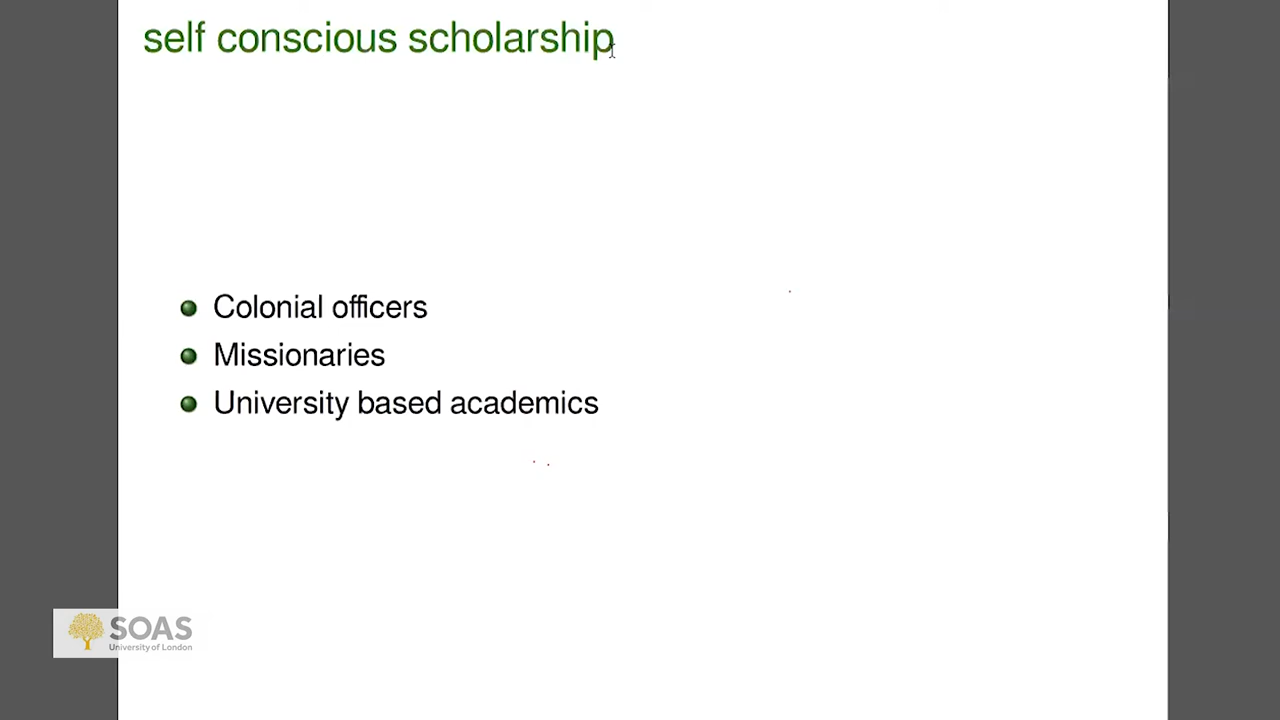 self conscious scholarship
Colonial officers
Missionaries
University based academics
SOAS
University of London